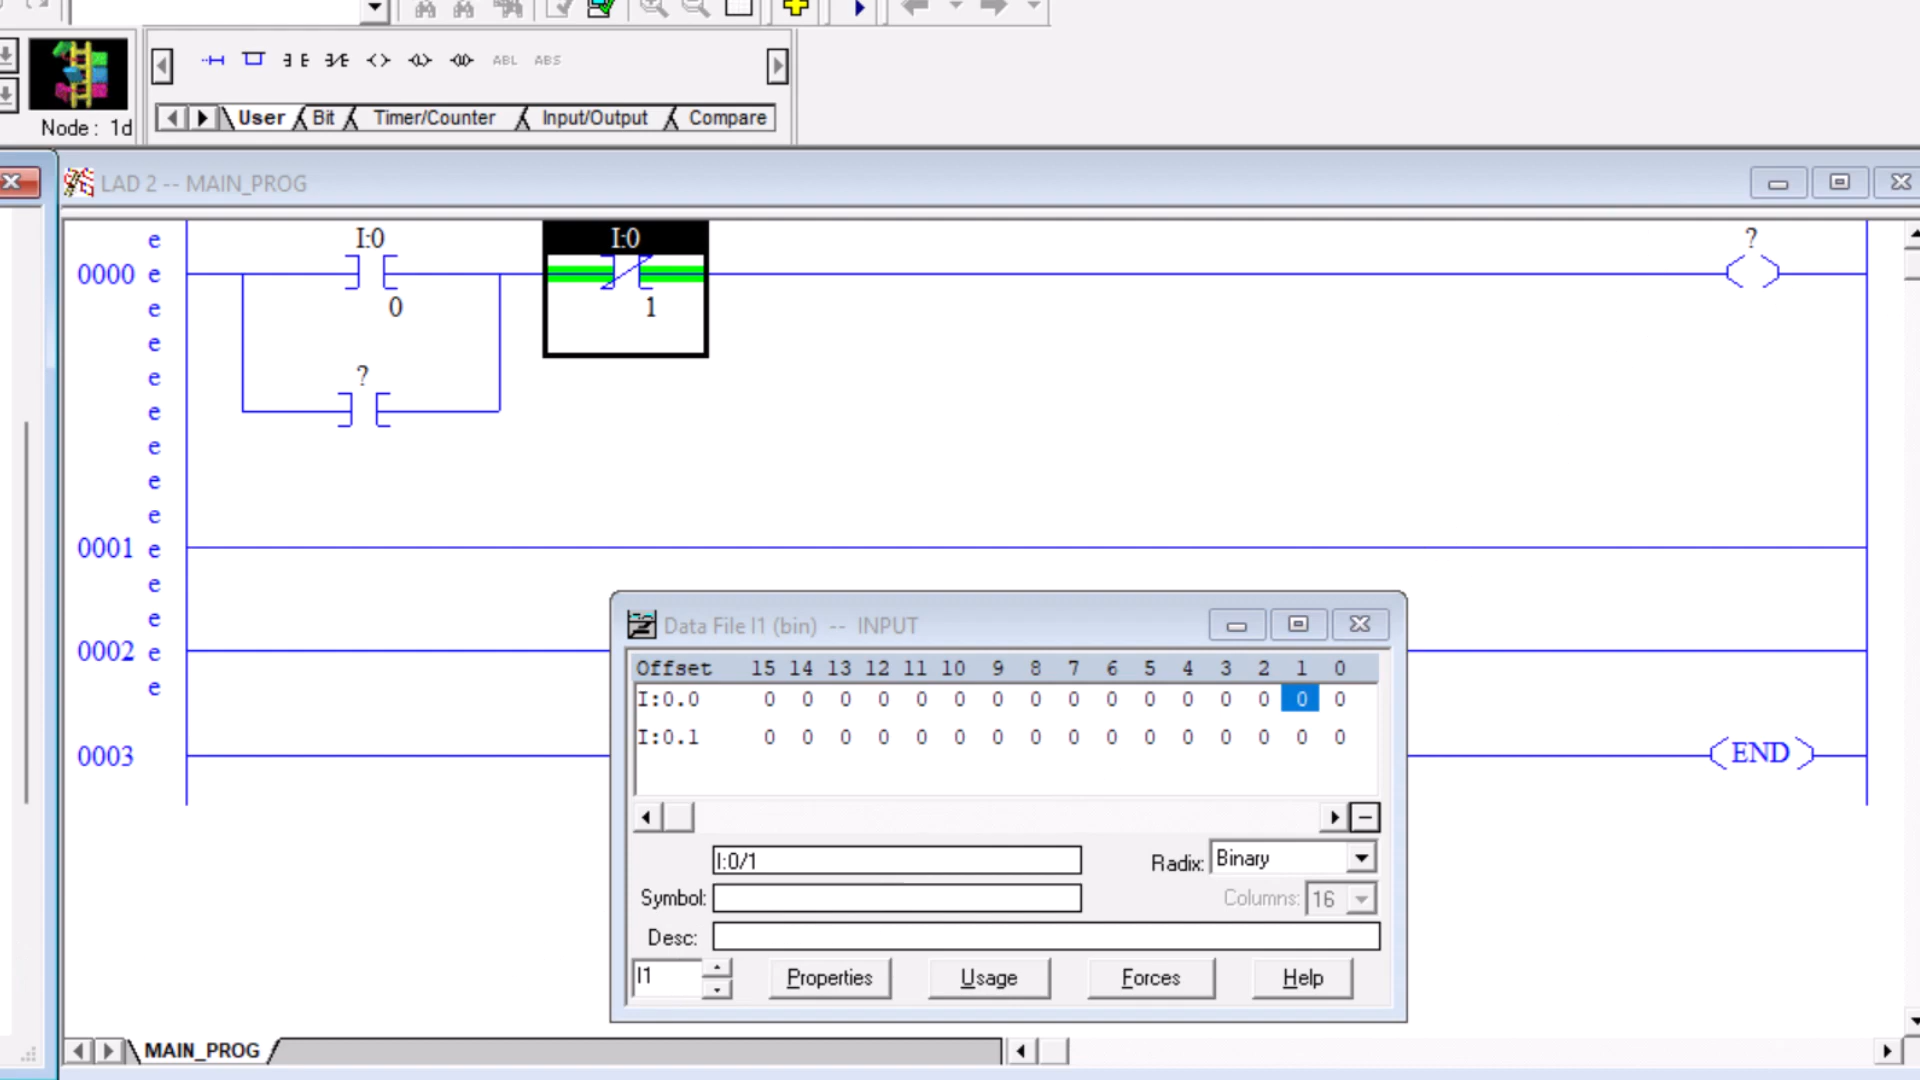 ABL ABS
Node : 1d
User Bit Timer/Counter Input/Output Compare
LAD 2 -- MAIN_PROG
e
I:0 I:0 ?
0000 e
e 0 1
e
e ?
e
e
e
e
0001 e
e
e
0002 e
e
0003 END
Data File I1 (bin) -- INPUT
Offset 15 14 13 12 11 10 9 8 7 6 5 4 3 2 1 0
I:0.0 0 0 0 0 0 0 0 0 0 0 0 0 0 0 0 0
I:0.1 0 0 0 0 0 0 0 0 0 0 0 0 0 0 0 0
I:0/1 Radix: Binary
Symbol: Columns: 16
Desc:
I1 Properties Usage Forces Help
MAIN_PROG